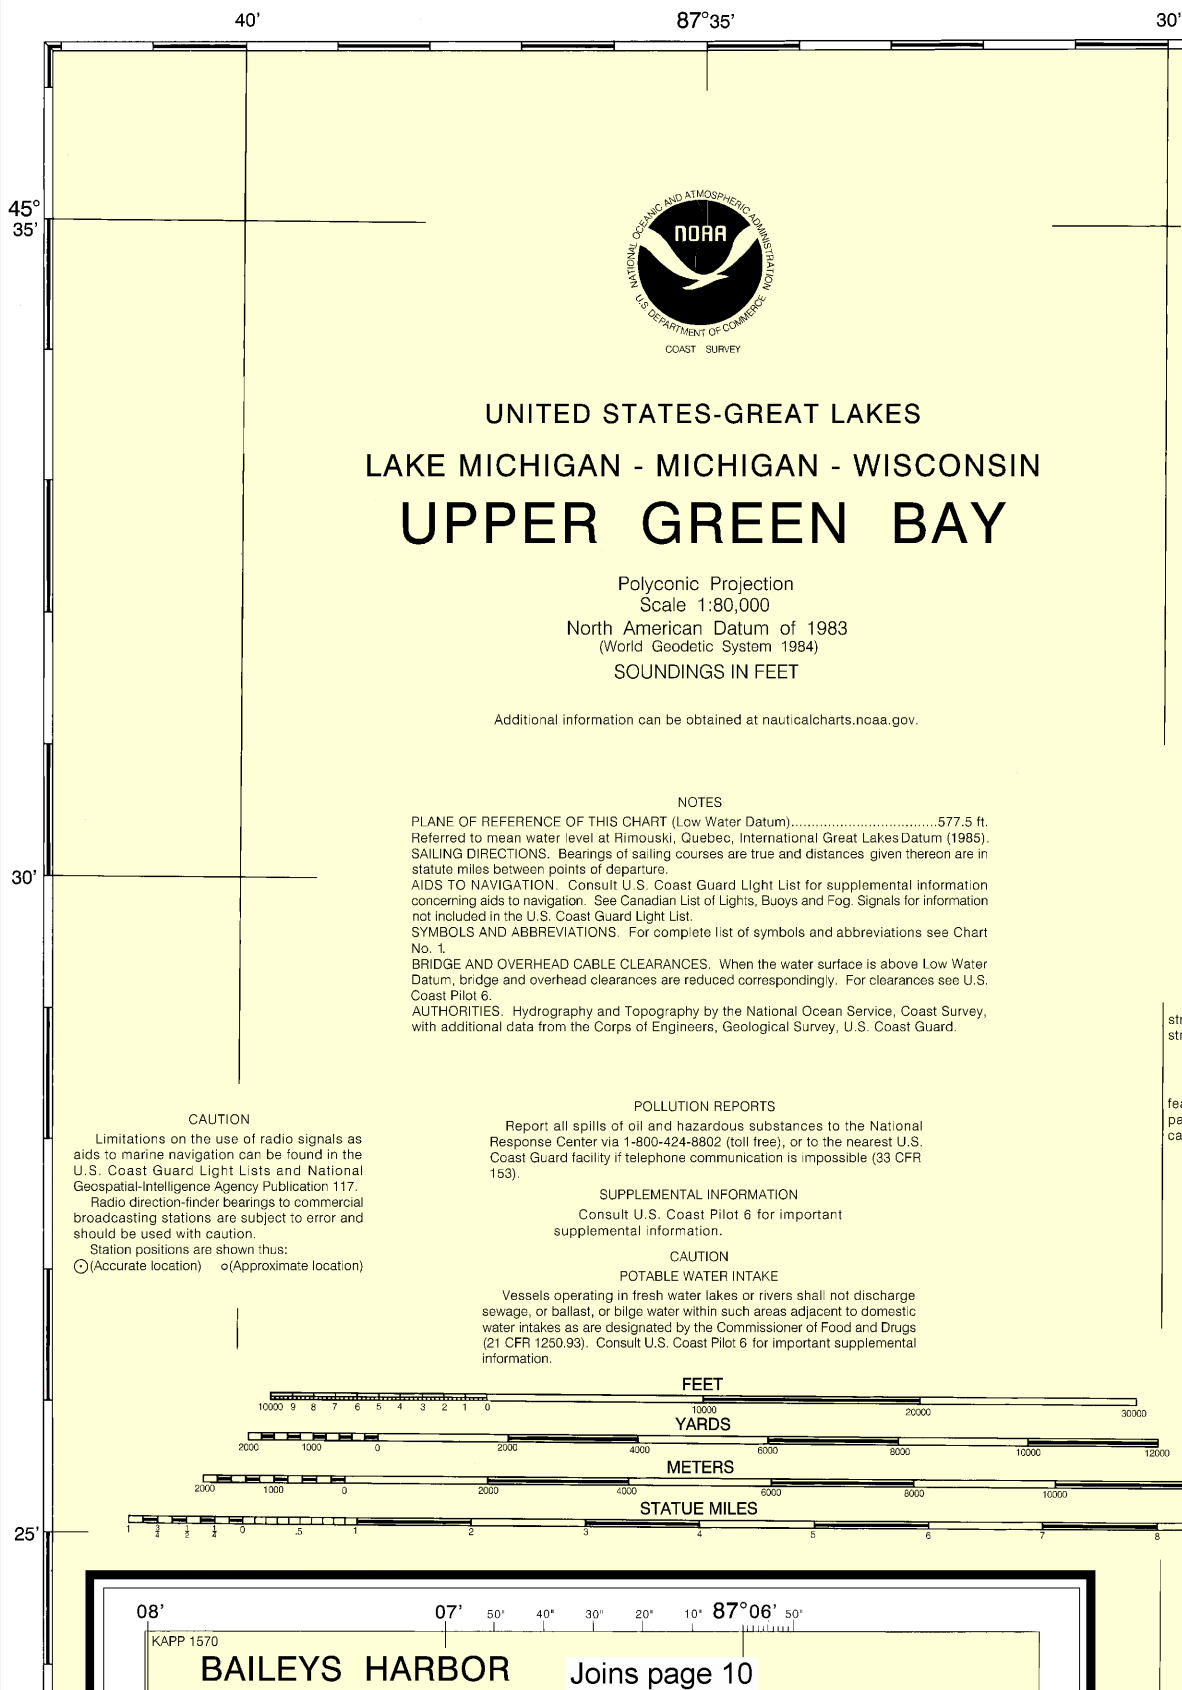 40'
87°35'
30'
45°
35'
NATIONAL OCEANIC AND ATMOSPHERIC ADMINISTRATION
NOAA
U.S. DEPARTMENT OF COMMERCE
COAST SURVEY
UNITED STATES-GREAT LAKES
LAKE MICHIGAN - MICHIGAN - WISCONSIN
UPPER GREEN BAY
Polyconic Projection
Scale 1:80,000
North American Datum of 1983
(World Geodetic System 1984)
SOUNDINGS IN FEET
Additional information can be obtained at nauticalcharts.noaa.gov.
NOTES
PLANE OF REFERENCE OF THIS CHART (Low Water Datum)..................................577.5 ft.
Referred to mean water level at Rimouski, Quebec, International Great Lakes Datum (1985).
SAILING DIRECTIONS. Bearings of sailing courses are true and distances given thereon are in
statute miles between points of departure.
30'
AIDS TO NAVIGATION. Consult U.S. Coast Guard Light List for supplemental information
concerning aids to navigation. See Canadian List of Lights, Buoys and Fog. Signals for information
not included in the U.S. Coast Guard Light List.
SYMBOLS AND ABBREVIATIONS. For complete list of symbols and abbreviations see Chart
No. 1.
BRIDGE AND OVERHEAD CABLE CLEARANCES. When the water surface is above Low Water
Datum, bridge and overhead clearances are reduced correspondingly. For clearances see U.S.
Coast Pilot 6.
AUTHORITIES. Hydrography and Topography by the National Ocean Service, Coast Survey,
with additional data from the Corps of Engineers, Geological Survey, U.S. Coast Guard.
str
str
fea
pa
ca
CAUTION
Limitations on the use of radio signals as
aids to marine navigation can be found in the
U.S. Coast Guard Light Lists and National
Geospatial-Intelligence Agency Publication 117.
Radio direction-finder bearings to commercial
broadcasting stations are subject to error and
should be used with caution.
Station positions are shown thus:
(Accurate location) o(Approximate location)
POLLUTION REPORTS
Report all spills of oil and hazardous substances to the National
Response Center via 1-800-424-8802 (toll free), or to the nearest U.S.
Coast Guard facility if telephone communication is impossible (33 CFR
153).
SUPPLEMENTAL INFORMATION
Consult U.S. Coast Pilot 6 for important
supplemental information.
CAUTION
POTABLE WATER INTAKE
Vessels operating in fresh water lakes or rivers shall not discharge
sewage, or ballast, or bilge water within such areas adjacent to domestic
water intakes as are designated by the Commissioner of Food and Drugs
(21 CFR 1250.93). Consult U.S. Coast Pilot 6 for important supplemental
information.
FEET
10000 9 8 7 6 5 4 3 2 1 0 10000 20000 30000
YARDS
2000 1000 0 2000 4000 6000 8000 10000 12000
METERS
2000 1000 0 2000 4000 6000 8000 10000
STATUE MILES
1 3/4 1/2 1/4 0 .5 1 2 3 4 5 6 7 8
25'
08' 07' 50" 40" 30" 20" 10" 87°06' 50"
KAPP 1570
BAILEYS HARBOR
Joins page 10